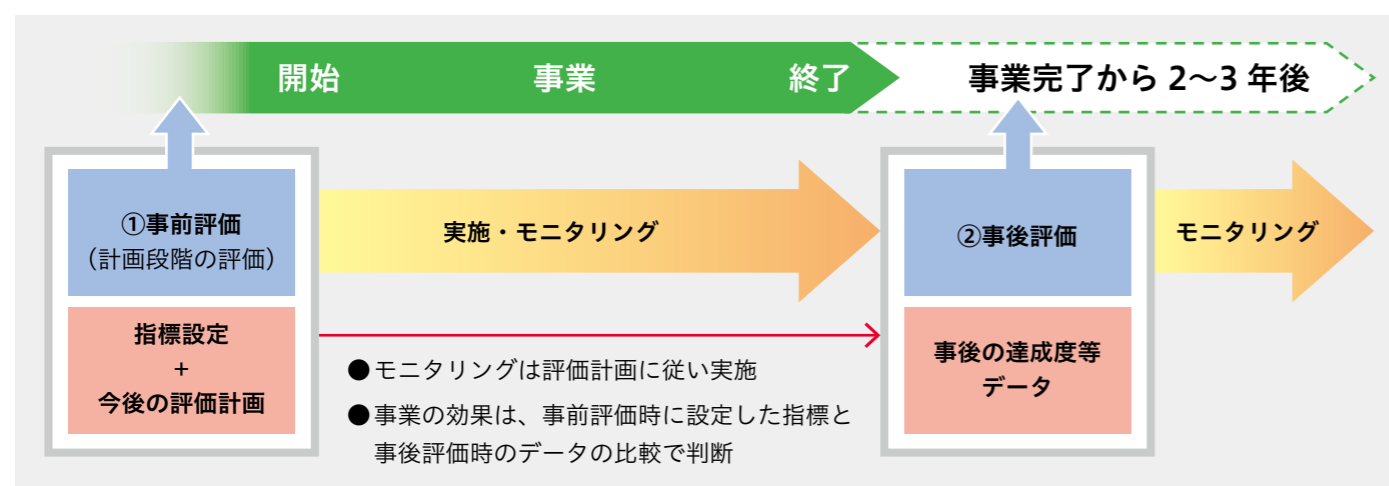 開始 事業 終了 事業完了から 2〜3 年後
①事前評価
（計画段階の評価）
指標設定
+
今後の評価計画
実施・モニタリング
●モニタリングは評価計画に従い実施
●事業の効果は、事前評価時に設定した指標と
事後評価時のデータの比較で判断
②事後評価
事後の達成度等
データ
モニタリング